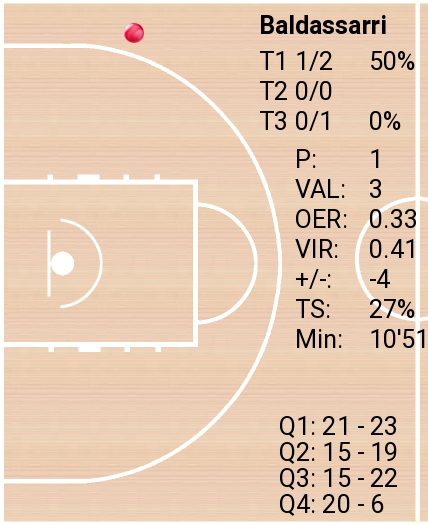 Baldassarri
T1 1/2 50%
T2 0/0
T3 0/1 0%
P: 1
VAL: 3
OER: 0.33
VIR: 0.41
+/-: -4
TS: 27%
Min: 10'51
Q1: 21 - 23
Q2: 15 - 19
Q3: 15 - 22
Q4: 20 - 6